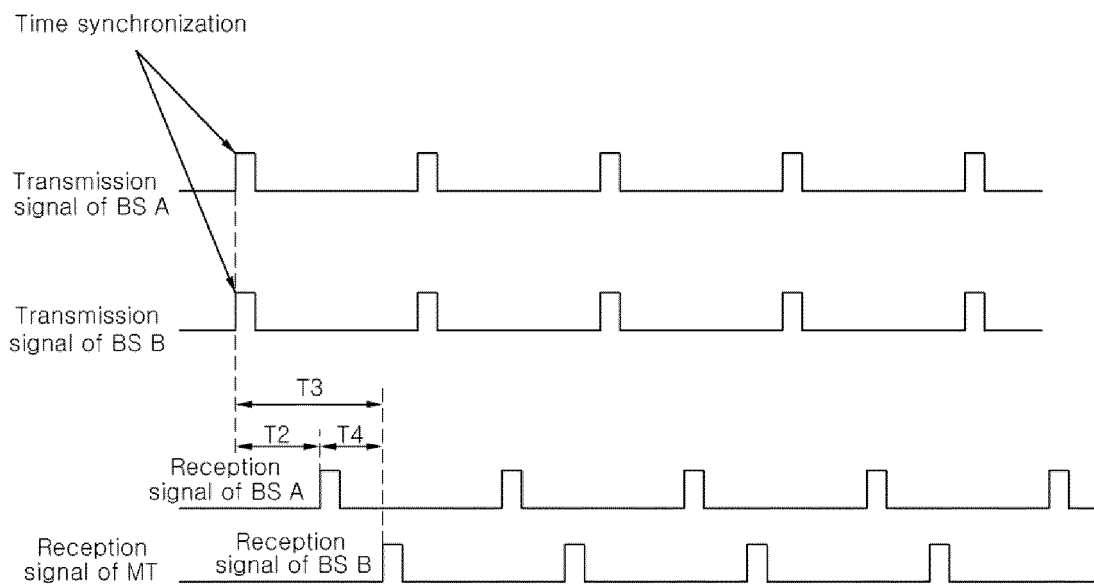 Time synchronization
Transmission
signal of BS A
Transmission
signal of BS B
T3
T2
T4
Reception
signal of BS A
Reception
signal of MT
Reception
signal of BS B